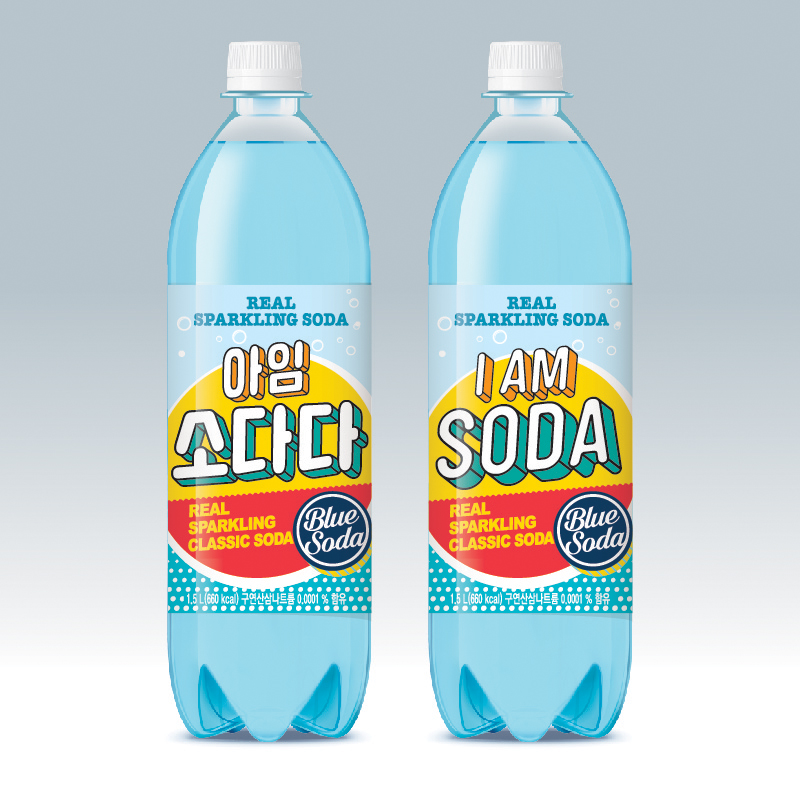 REAL
SPARKLING SODA
아임
소다다
REAL
SPARKLING
CLASSIC SODA
Blue
Soda
1.5 L(660 kcal) 구연산삼나트륨 0.0001 % 함유
REAL
SPARKLING SODA
I AM
SODA
REAL
SPARKLING
CLASSIC SODA
Blue
Soda
1.5 L(660 kcal) 구연산삼나트륨 0.0001 % 함유